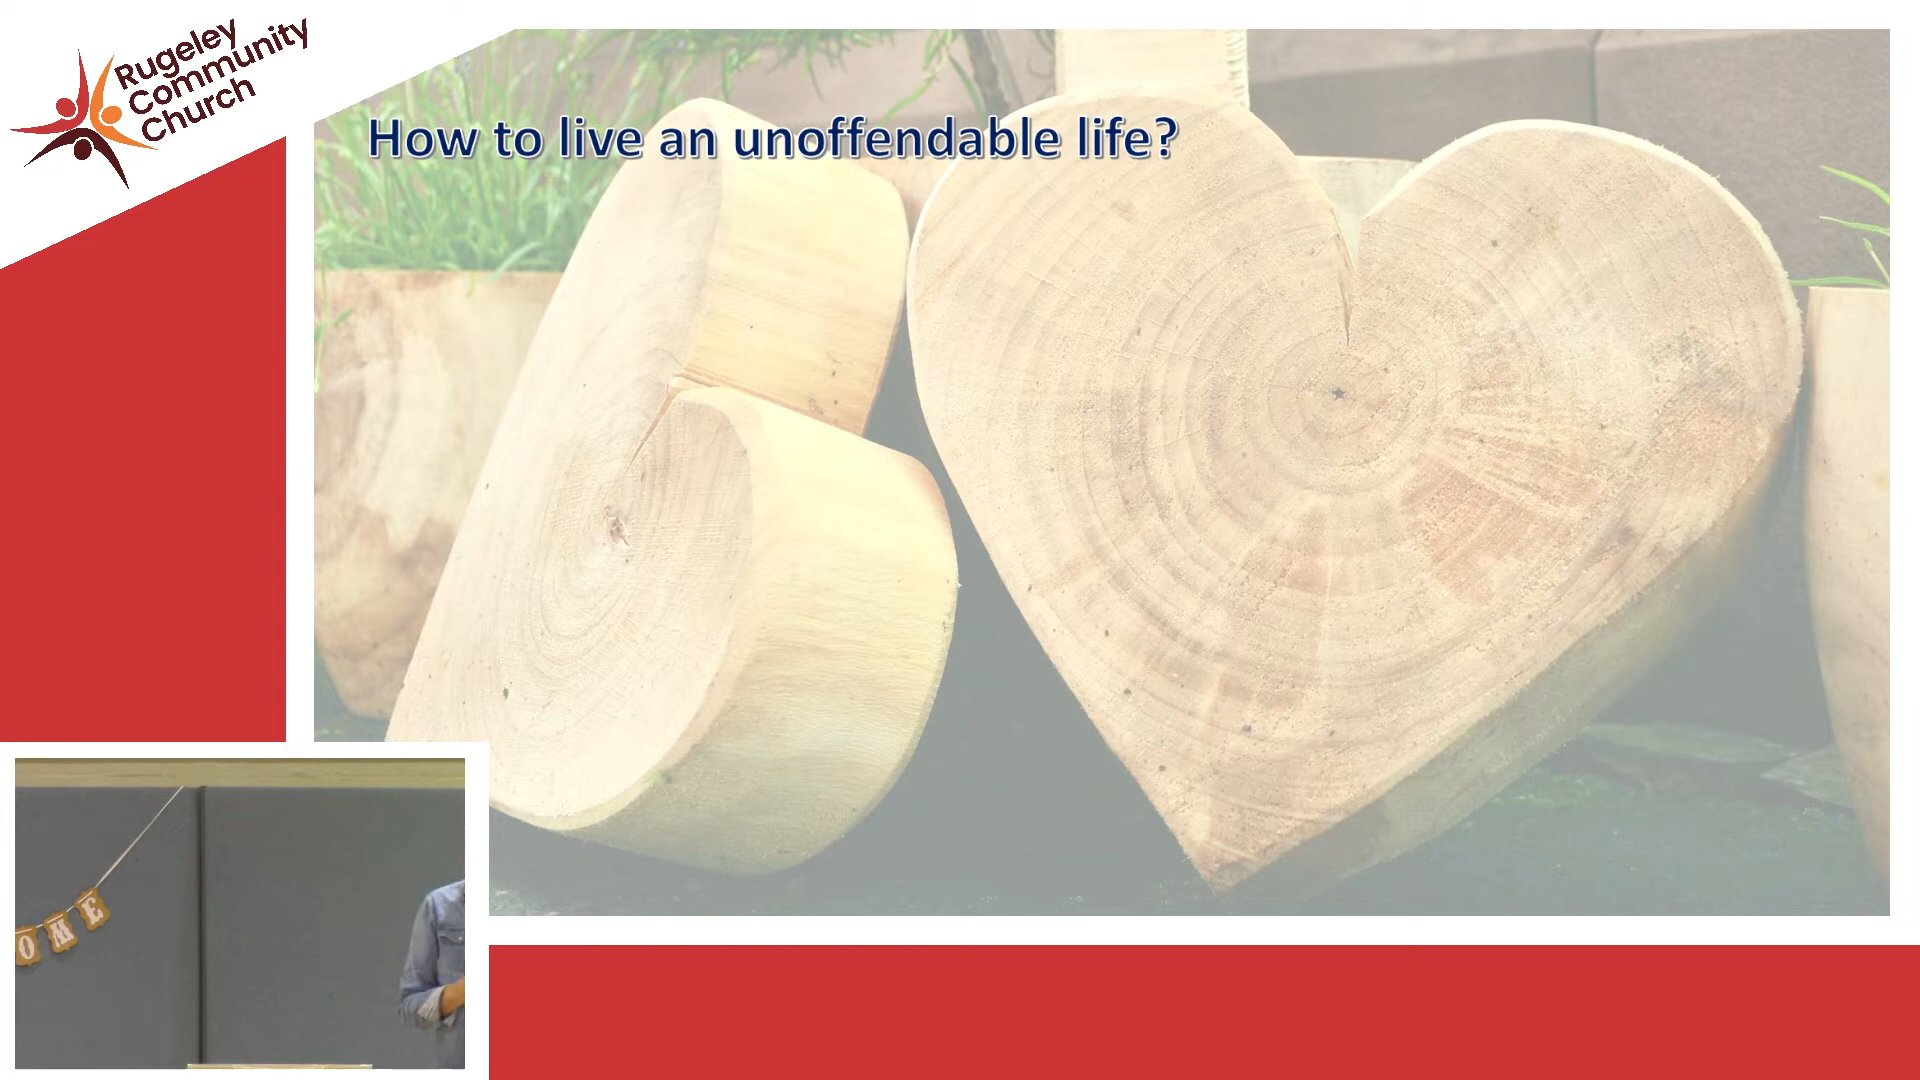 Rugeley
Community
Church
How to live an unoffendable life?
OME